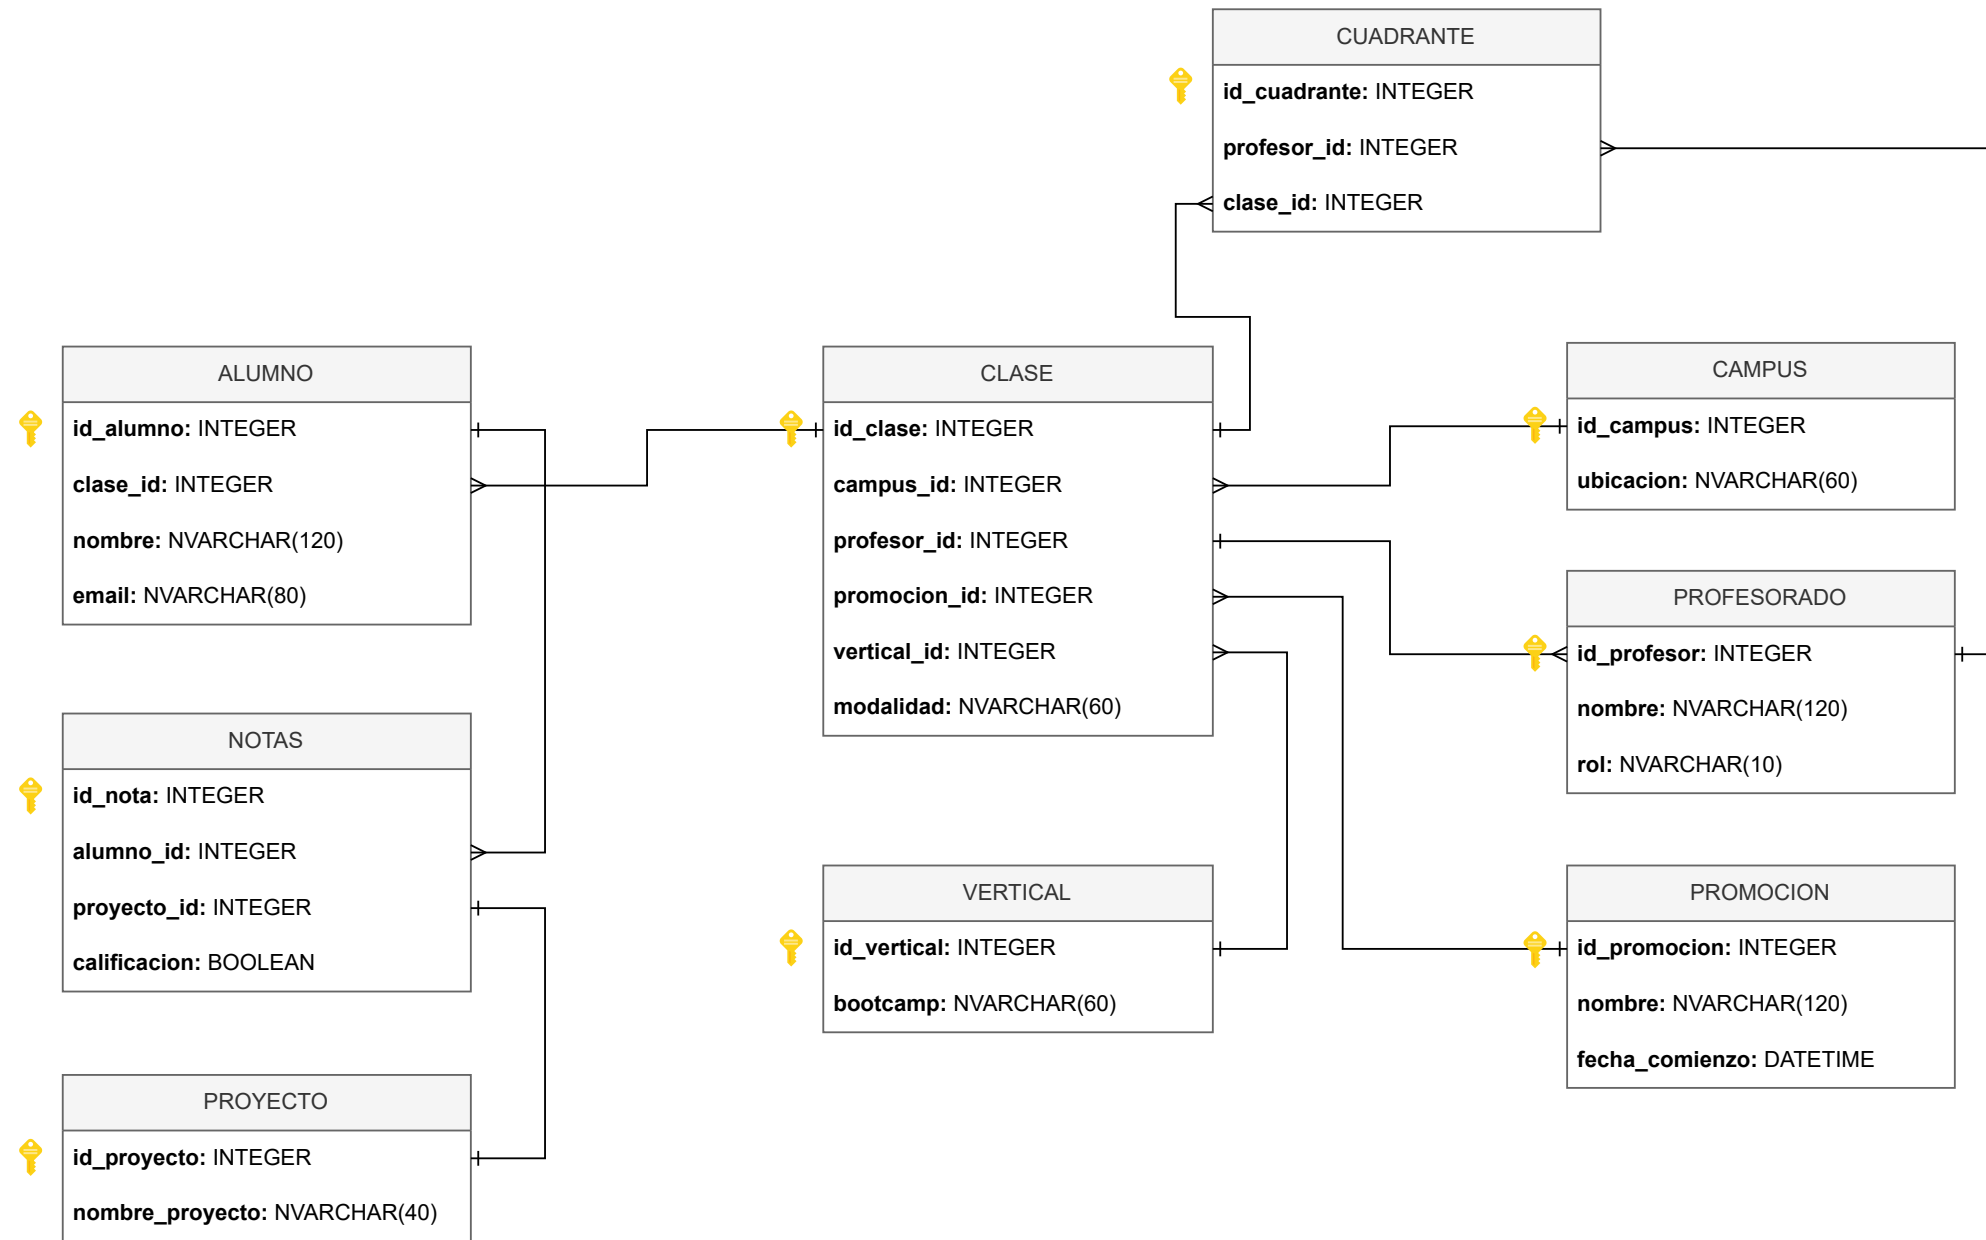 CUADRANTE
id_cuadrante: INTEGER
profesor_id: INTEGER
clase_id: INTEGER
ALUMNO
id_alumno: INTEGER
clase_id: INTEGER
nombre: NVARCHAR(120)
email: NVARCHAR(80)
CLASE
id_clase: INTEGER
campus_id: INTEGER
profesor_id: INTEGER
promocion_id: INTEGER
vertical_id: INTEGER
modalidad: NVARCHAR(60)
CAMPUS
id_campus: INTEGER
ubicacion: NVARCHAR(60)
PROFESORADO
id_profesor: INTEGER
nombre: NVARCHAR(120)
rol: NVARCHAR(10)
NOTAS
id_nota: INTEGER
alumno_id: INTEGER
proyecto_id: INTEGER
calificacion: BOOLEAN
VERTICAL
id_vertical: INTEGER
bootcamp: NVARCHAR(60)
PROMOCION
id_promocion: INTEGER
nombre: NVARCHAR(120)
fecha_comienzo: DATETIME
PROYECTO
id_proyecto: INTEGER
nombre_proyecto: NVARCHAR(40)